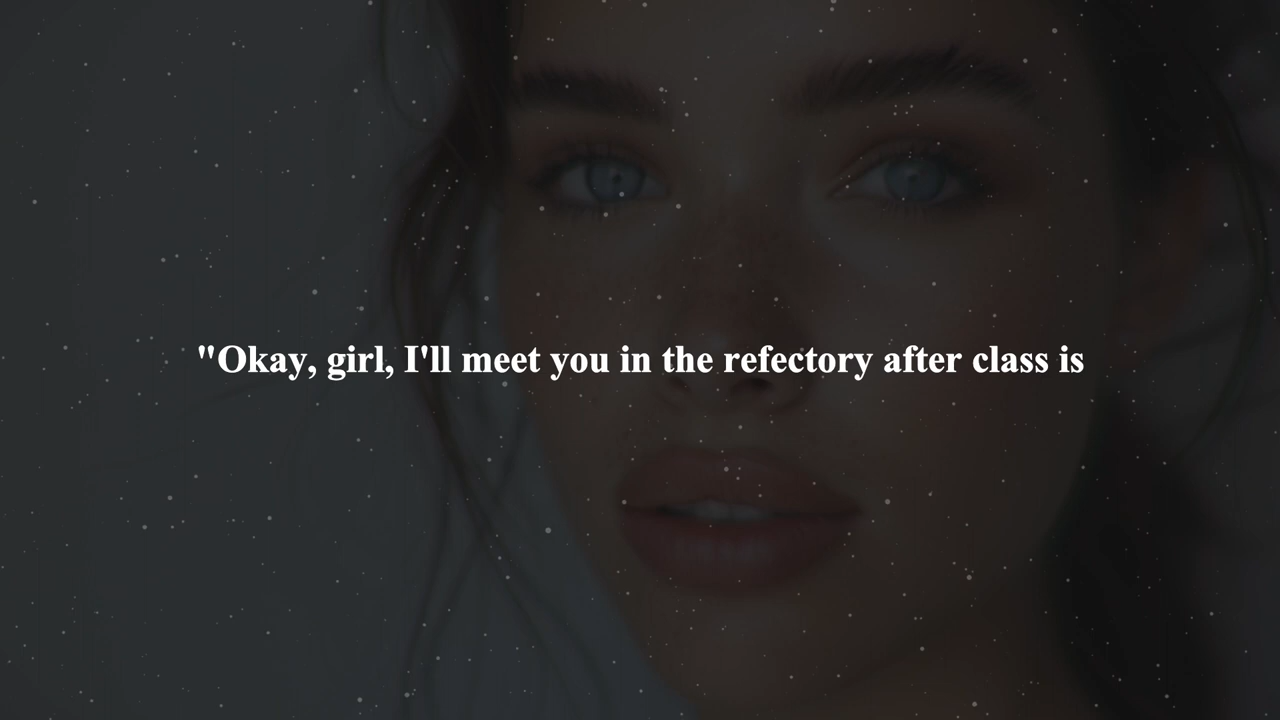 "Okay, girl, I'll meet you in the refectory after class is